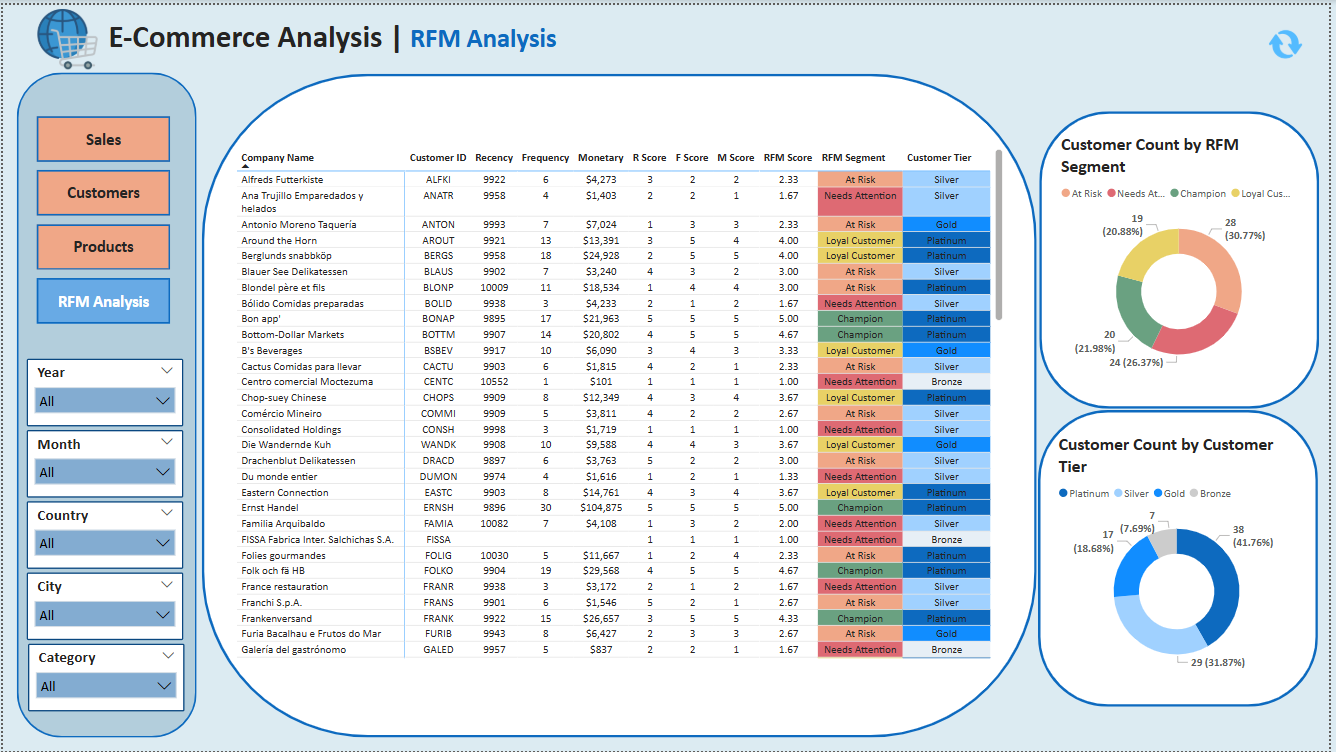 E-Commerce Analysis | RFM Analysis
Sales
Customers
Products
RFM Analysis
Year
All
Month
All
Country
All
City
All
Category
All
Company Name Customer ID Recency Frequency Monetary R Score F Score M Score RFM Score RFM Segment Customer Tier
Alfreds Futterkiste ALFKI 9922 6 $4,273 3 2 2 2.33 At Risk Silver
Ana Trujillo Emparedados y ANATR 9958 4 $1,403 2 2 1 1.67 Needs Attention Silver
helados
Antonio Moreno Taquería ANTON 9993 7 $7,024 1 3 3 2.33 At Risk Gold
Around the Horn AROUT 9921 13 $13,391 3 5 4 4.00 Loyal Customer Platinum
Berglunds snabbköp BERGS 9958 18 $24,928 2 5 5 4.00 Loyal Customer Platinum
Blauer See Delikatessen BLAUS 9902 7 $3,240 4 3 2 3.00 At Risk Silver
Blondel père et fils BLONP 10009 11 $18,534 1 4 4 3.00 At Risk Platinum
Bólido Comidas preparadas BOLID 9938 3 $4,233 2 1 2 1.67 Needs Attention Silver
Bon app' BONAP 9895 17 $21,963 5 5 5 5.00 Champion Platinum
Bottom-Dollar Markets BOTTM 9907 14 $20,802 4 5 5 4.67 Champion Platinum
B's Beverages BSBEV 9917 10 $6,090 3 4 3 3.33 Loyal Customer Gold
Cactus Comidas para llevar CACTU 9903 6 $1,815 4 2 1 2.33 At Risk Silver
Centro comercial Moctezuma CENTC 10552 1 $101 1 1 1 1.00 Needs Attention Bronze
Chop-suey Chinese CHOPS 9909 8 $12,349 4 3 4 3.67 Loyal Customer Platinum
Comércio Mineiro COMMI 9909 5 $3,811 4 2 2 2.67 At Risk Silver
Consolidated Holdings CONSH 9998 3 $1,719 1 1 1 1.00 Needs Attention Silver
Die Wandernde Kuh WANDK 9908 10 $9,588 4 4 3 3.67 Loyal Customer Gold
Drachenblut Delikatessen DRACD 9897 6 $3,763 5 2 2 3.00 At Risk Silver
Du monde entier DUMON 9974 4 $1,616 1 2 1 1.33 Needs Attention Silver
Eastern Connection EASTC 9903 8 $14,761 4 3 4 3.67 Loyal Customer Platinum
Ernst Handel ERNSH 9896 30 $104,875 5 5 5 5.00 Champion Platinum
Familia Arquibaldo FAMIA 10082 7 $4,108 1 3 2 2.00 Needs Attention Silver
FISSA Fabrica Inter. Salchichas S.A. FISSA 1 1 1 1.00 Needs Attention Bronze
Folies gourmandes FOLIG 10030 5 $11,667 1 2 4 2.33 At Risk Platinum
Folk och fä HB FOLKO 9904 19 $29,568 4 5 5 4.67 Champion Platinum
France restauration FRANR 9938 3 $3,172 2 1 2 1.67 Needs Attention Silver
Franchi S.p.A. FRANS 9901 6 $1,546 5 2 1 2.67 At Risk Silver
Frankenversand FRANK 9922 15 $26,657 3 5 5 4.33 Champion Platinum
Furia Bacalhau e Frutos do Mar FURIB 9943 8 $6,427 2 3 3 2.67 At Risk Gold
Galería del gastrónomo GALED 9957 5 $837 2 2 1 1.67 Needs Attention Bronze
Customer Count by RFM
Segment
At Risk Needs At... Champion Loyal Cus...
19
(20.88%)
28
(30.77%)
20
(21.98%)
24 (26.37%)
Customer Count by Customer
Tier
Platinum Silver Gold Bronze
7
(7.69%)
17
(18.68%)
38
(41.76%)
29 (31.87%)